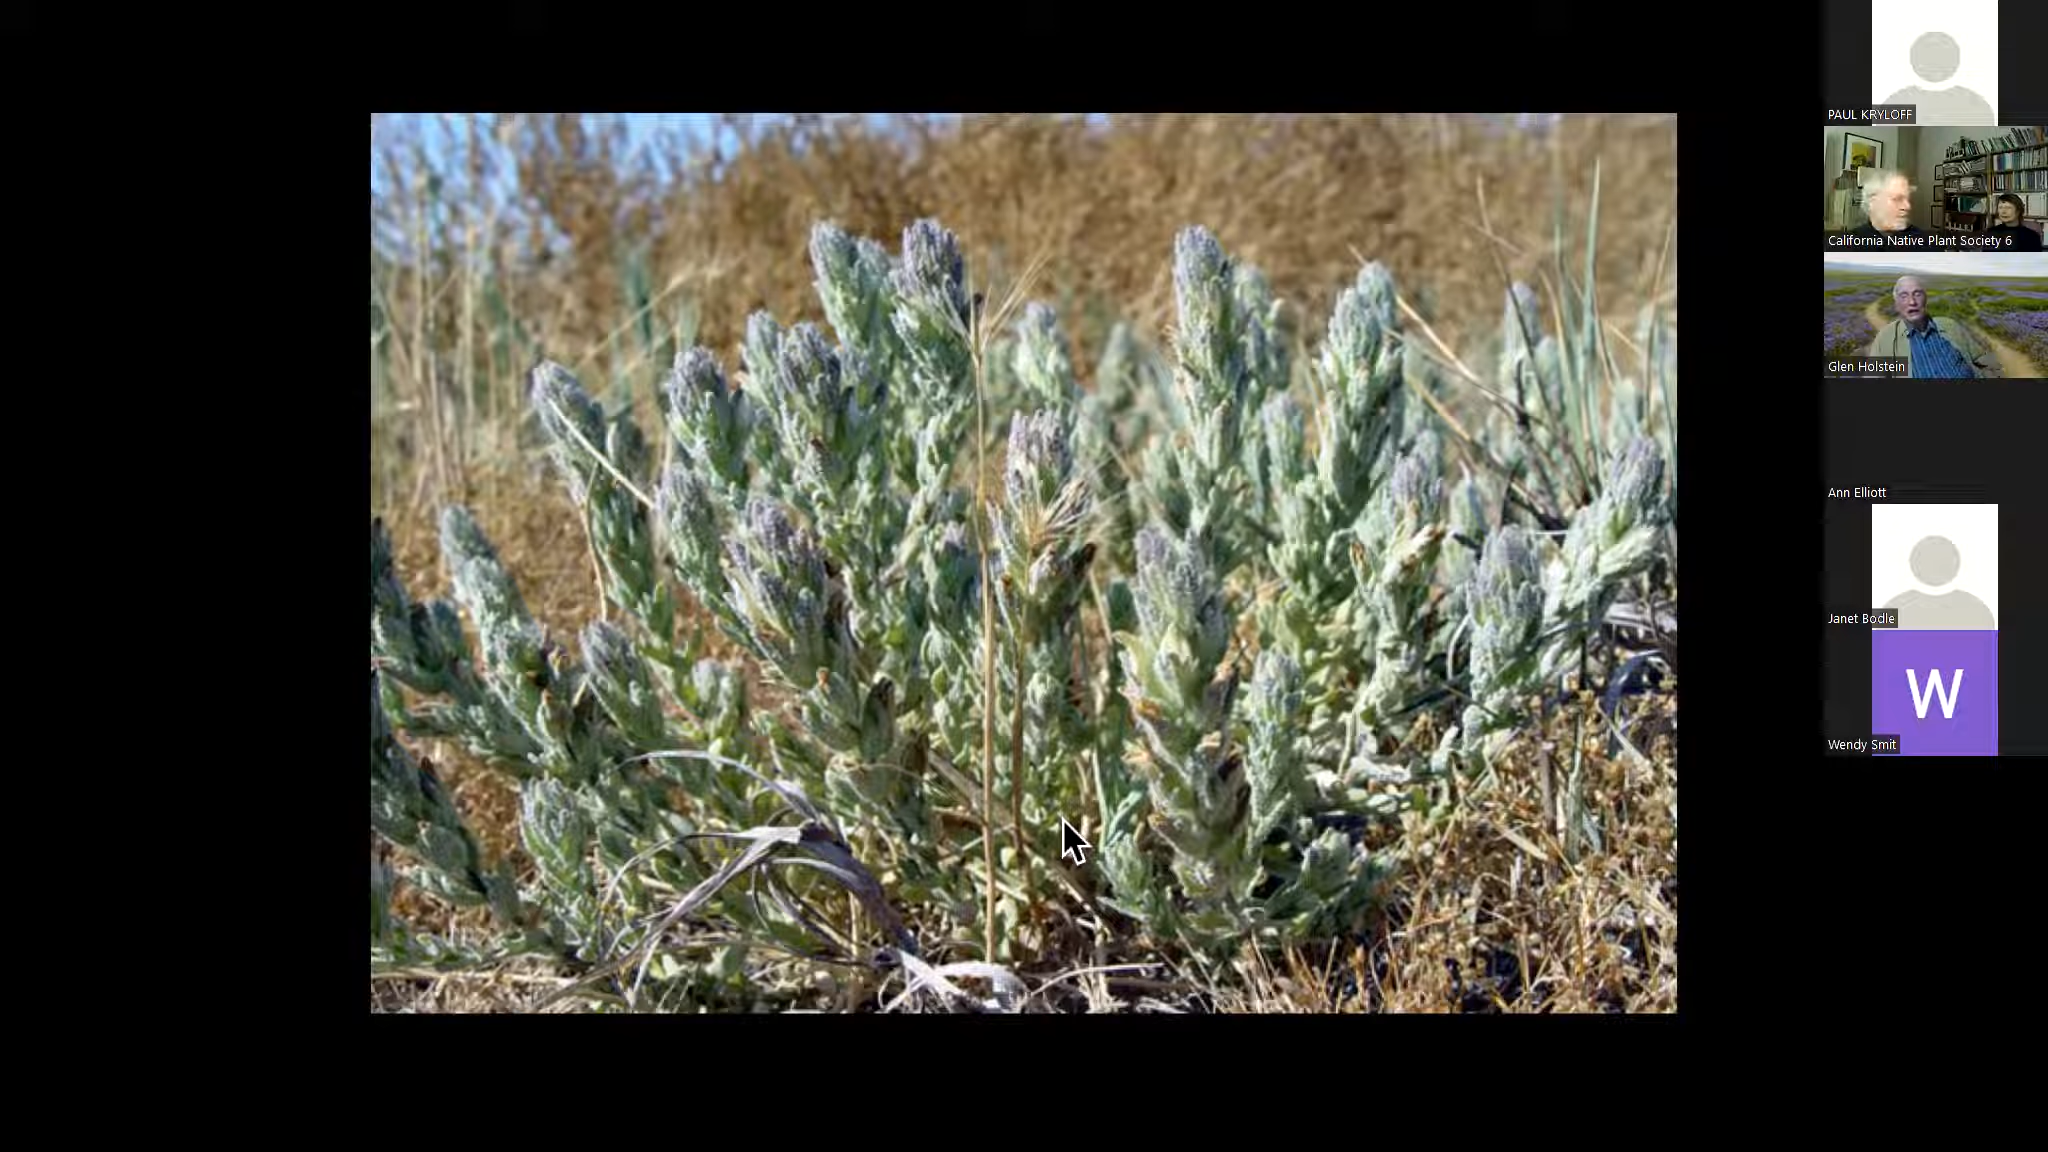 PAUL KRYLOFF
California Native Plant Society 6
Glen Holstein
Ann Elliott
Janet Bodle
W
Wendy Smit